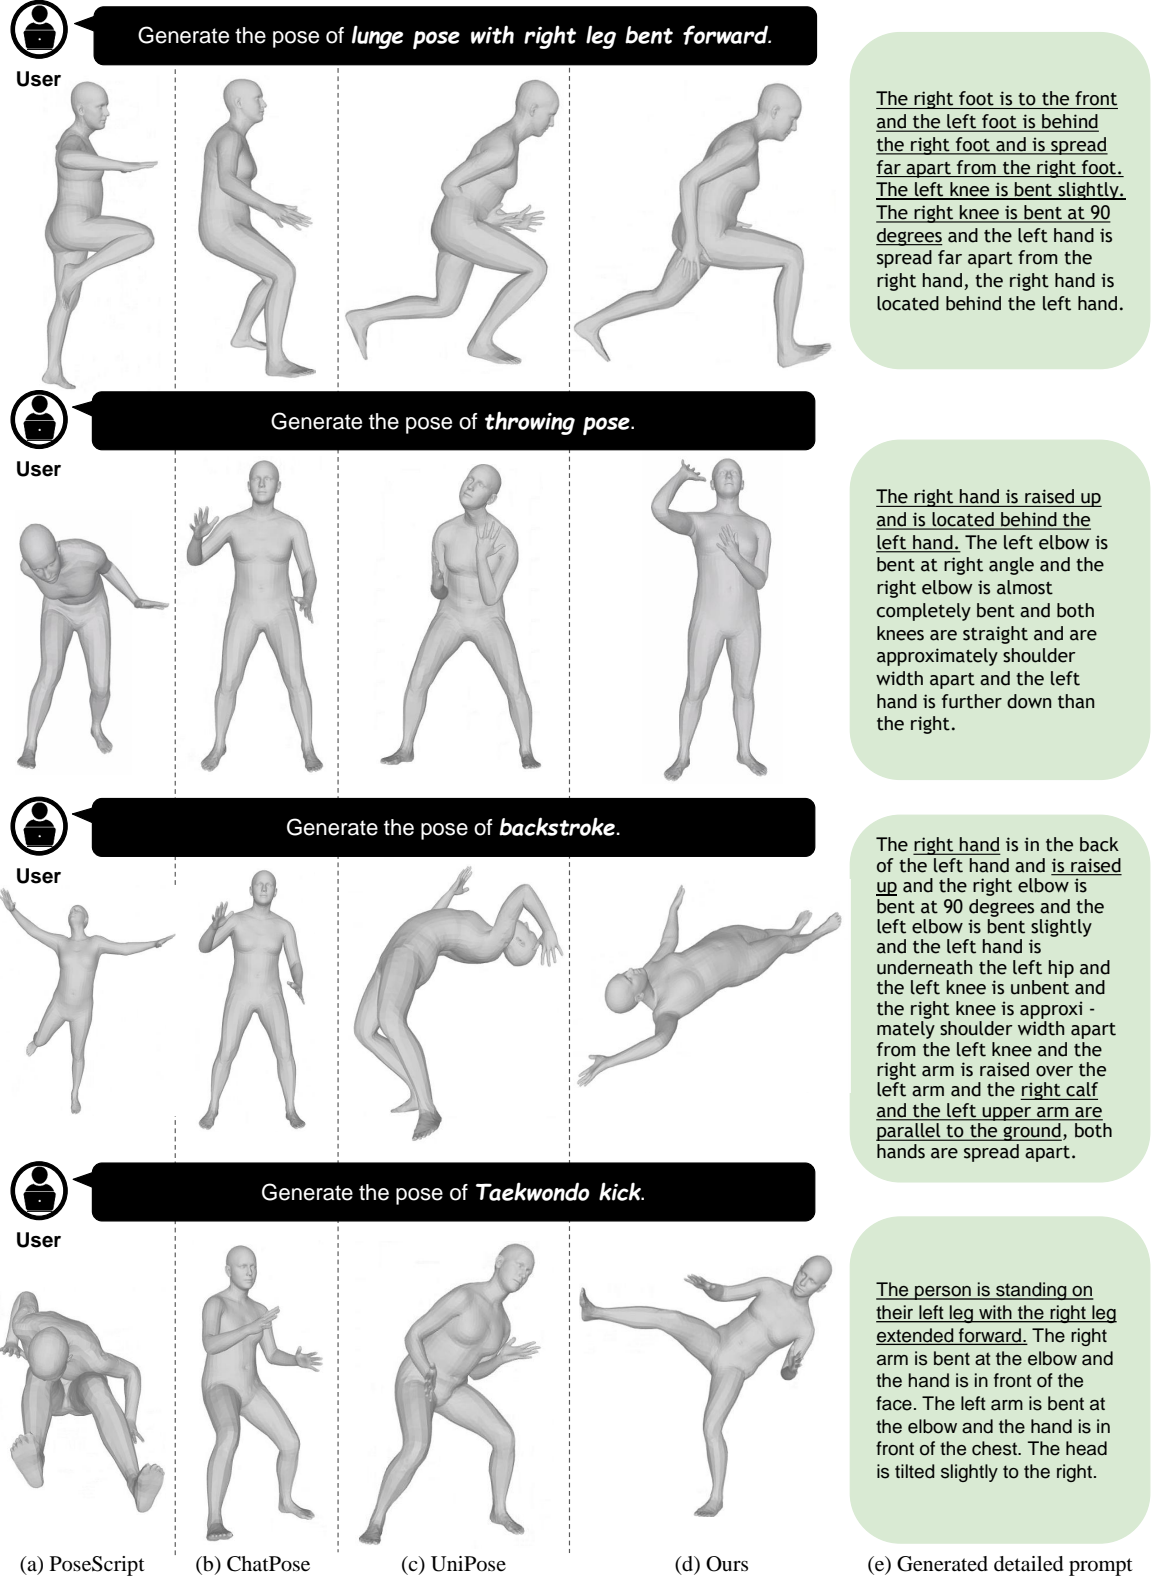 Generate the pose of lunge pose with right leg bent forward.
User
The right foot is to the front
and the left foot is behind
the right foot and is spread
far apart from the right foot.
The left knee is bent slightly.
The right knee is bent at 90
degrees and the left hand is
spread far apart from the
right hand, the right hand is
located behind the left hand.
Generate the pose of throwing pose.
User
The right hand is raised up
and is located behind the
left hand. The left elbow is
bent at right angle and the
right elbow is almost
completely bent and both
knees are straight and are
approximately shoulder
width apart and the left
hand is further down than
the right.
Generate the pose of backstroke.
User
The right hand is in the back
of the left hand and is raised
up and the right elbow is
bent at 90 degrees and the
left elbow is bent slightly
and the left hand is
underneath the left hip and
the left knee is unbent and
the right knee is approxi -
mately shoulder width apart
from the left knee and the
right arm is raised over the
left arm and the right calf
and the left upper arm are
parallel to the ground, both
hands are spread apart.
Generate the pose of Taekwondo kick.
User
The person is standing on
their left leg with the right leg
extended forward. The right
arm is bent at the elbow and
the hand is in front of the
face. The left arm is bent at
the elbow and the hand is in
front of the chest. The head
is tilted slightly to the right.
(a) PoseScript
(b) ChatPose
(c) UniPose
(d) Ours
(e) Generated detailed prompt